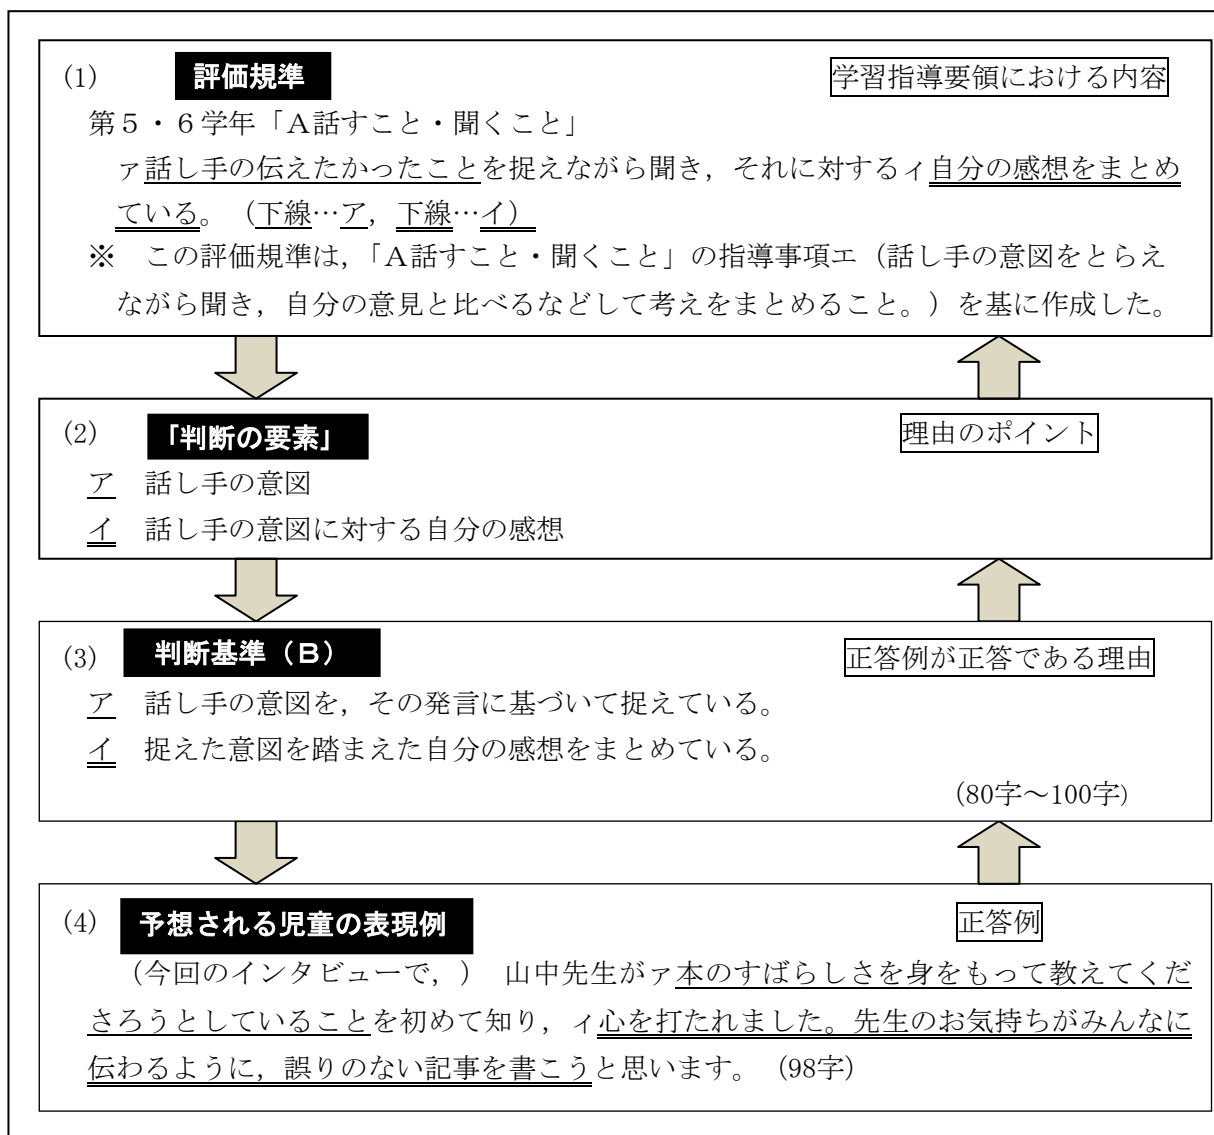 (1) 評価規準 学習指導要領における内容
第５・６学年「Ａ話すこと・聞くこと」
ァ話し手の伝えたかったことを捉えながら聞き，それに対するィ自分の感想をまとめ
ている。（下線…ア，下線…イ）
※　この評価規準は，「Ａ話すこと・聞くこと」の指導事項エ（話し手の意図をとらえ
ながら聞き，自分の意見と比べるなどして考えをまとめること。）を基に作成した。
(2) 「判断の要素」 理由のポイント
ア　話し手の意図
イ　話し手の意図に対する自分の感想
(3) 判断基準（Ｂ） 正答例が正答である理由
ア　話し手の意図を，その発言に基づいて捉えている。
イ　捉えた意図を踏まえた自分の感想をまとめている。
(80字～100字)
(4) 予想される児童の表現例 正答例
（今回のインタビューで，）　山中先生がァ本のすばらしさを身をもって教えてくだ
さろうとしていることを初めて知り，ィ心を打たれました。先生のお気持ちがみんなに
伝わるように，誤りのない記事を書こうと思います。（98字）